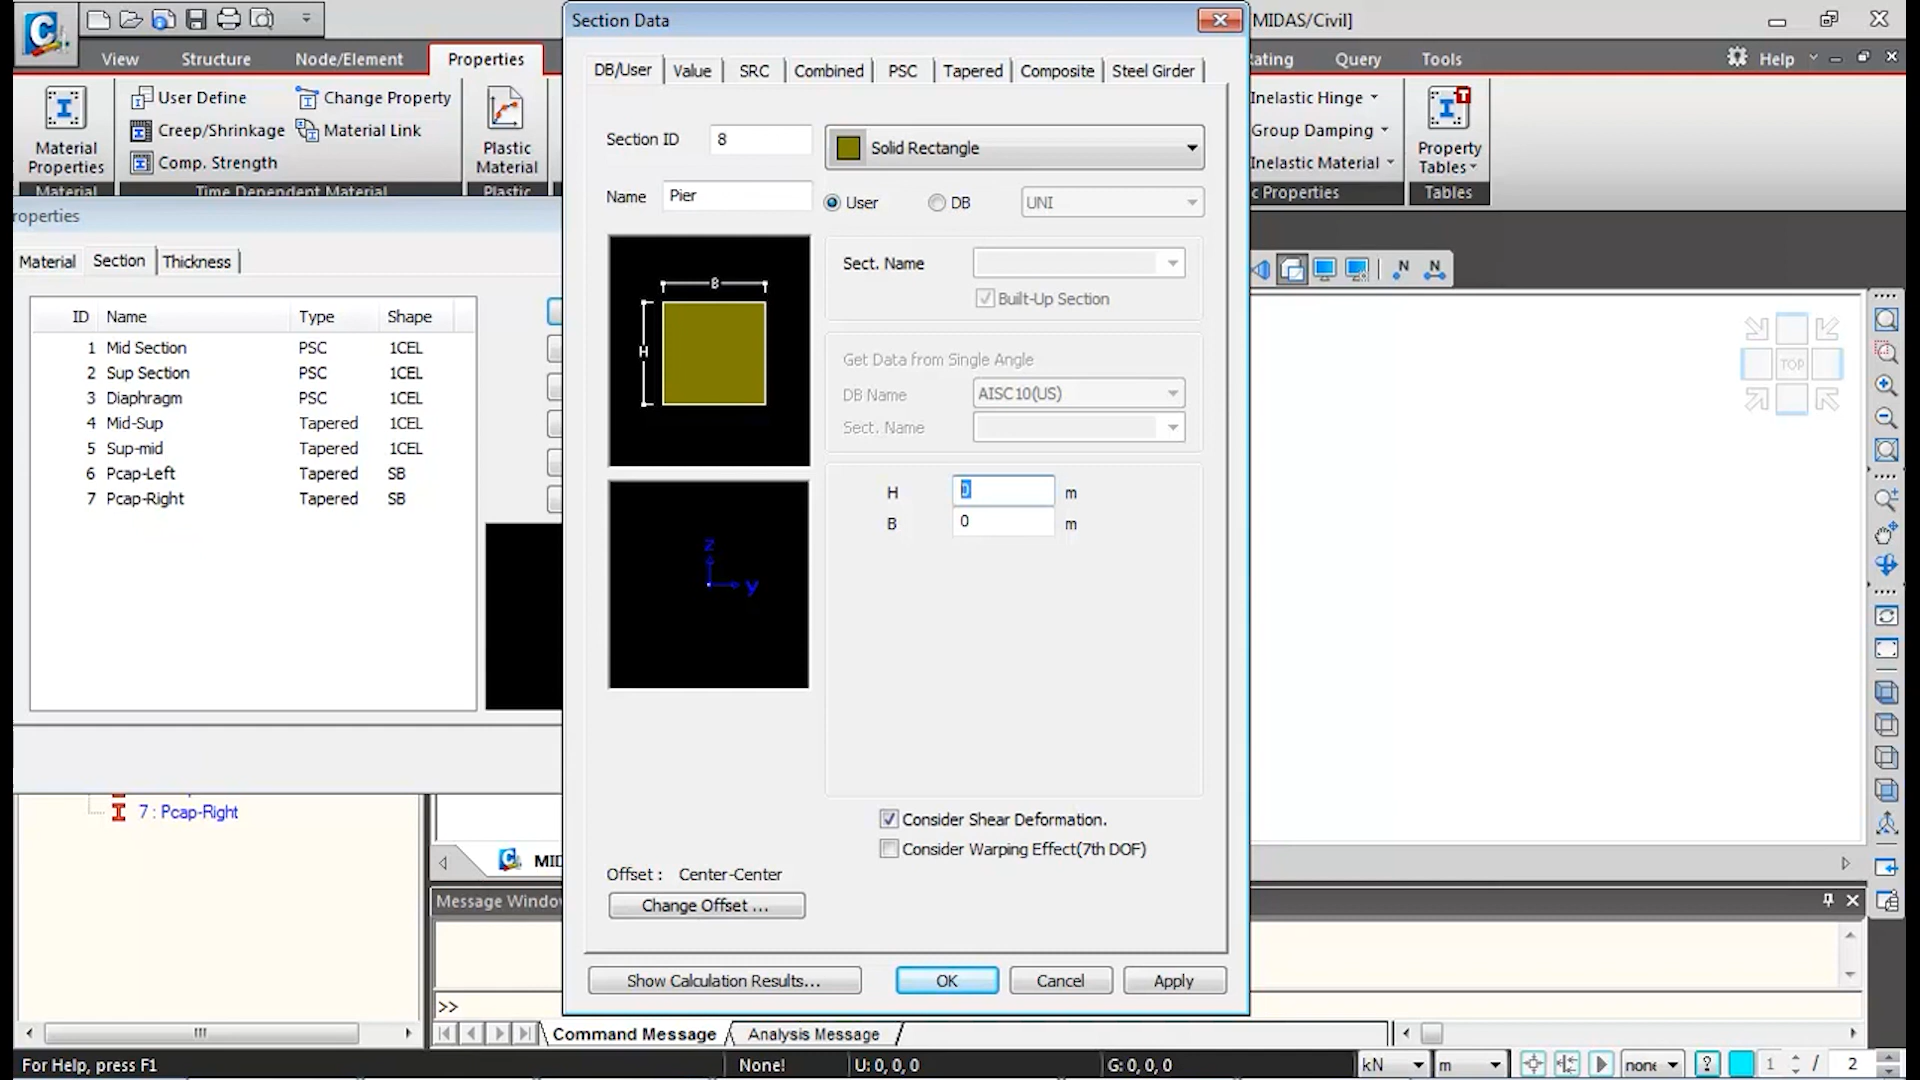 Section Data
MIDAS/Civil]
View
Structure
Node/Element
Properties
Rating
Query
Tools
Help
Material Properties
User Define
Creep/Shrinkage
Comp. Strength
Change Property
Material Link
Plastic Material
Inelastic Hinge
Group Damping
Inelastic Material
Property Tables
Material
Time Dependent Material
Plastic
c Properties
Tables
roperties
Material
Section
Thickness
ID Name Type Shape
1 Mid Section PSC 1CEL
2 Sup Section PSC 1CEL
3 Diaphragm PSC 1CEL
4 Mid-Sup Tapered 1CEL
5 Sup-mid Tapered 1CEL
6 Pcap-Left Tapered SB
7 Pcap-Right Tapered SB
7 : Pcap-Right
DB/User
Value
SRC
Combined
PSC
Tapered
Composite
Steel Girder
Section ID 8
Solid Rectangle
Name Pier
User
DB
UNI
B
H
Sect. Name
Built-Up Section
Get Data from Single Angle
DB Name AISC10(US)
Sect. Name
H 0 m
B 0 m
z
y
Consider Shear Deformation.
Consider Warping Effect(7th DOF)
Offset : Center-Center
Change Offset ...
Show Calculation Results...
OK
Cancel
Apply
N
N
TOP
MID
Message Windo
>>
Command Message
Analysis Message
For Help, press F1
None!
U: 0, 0, 0
G: 0, 0, 0
kN
m
none
?
1
/
2